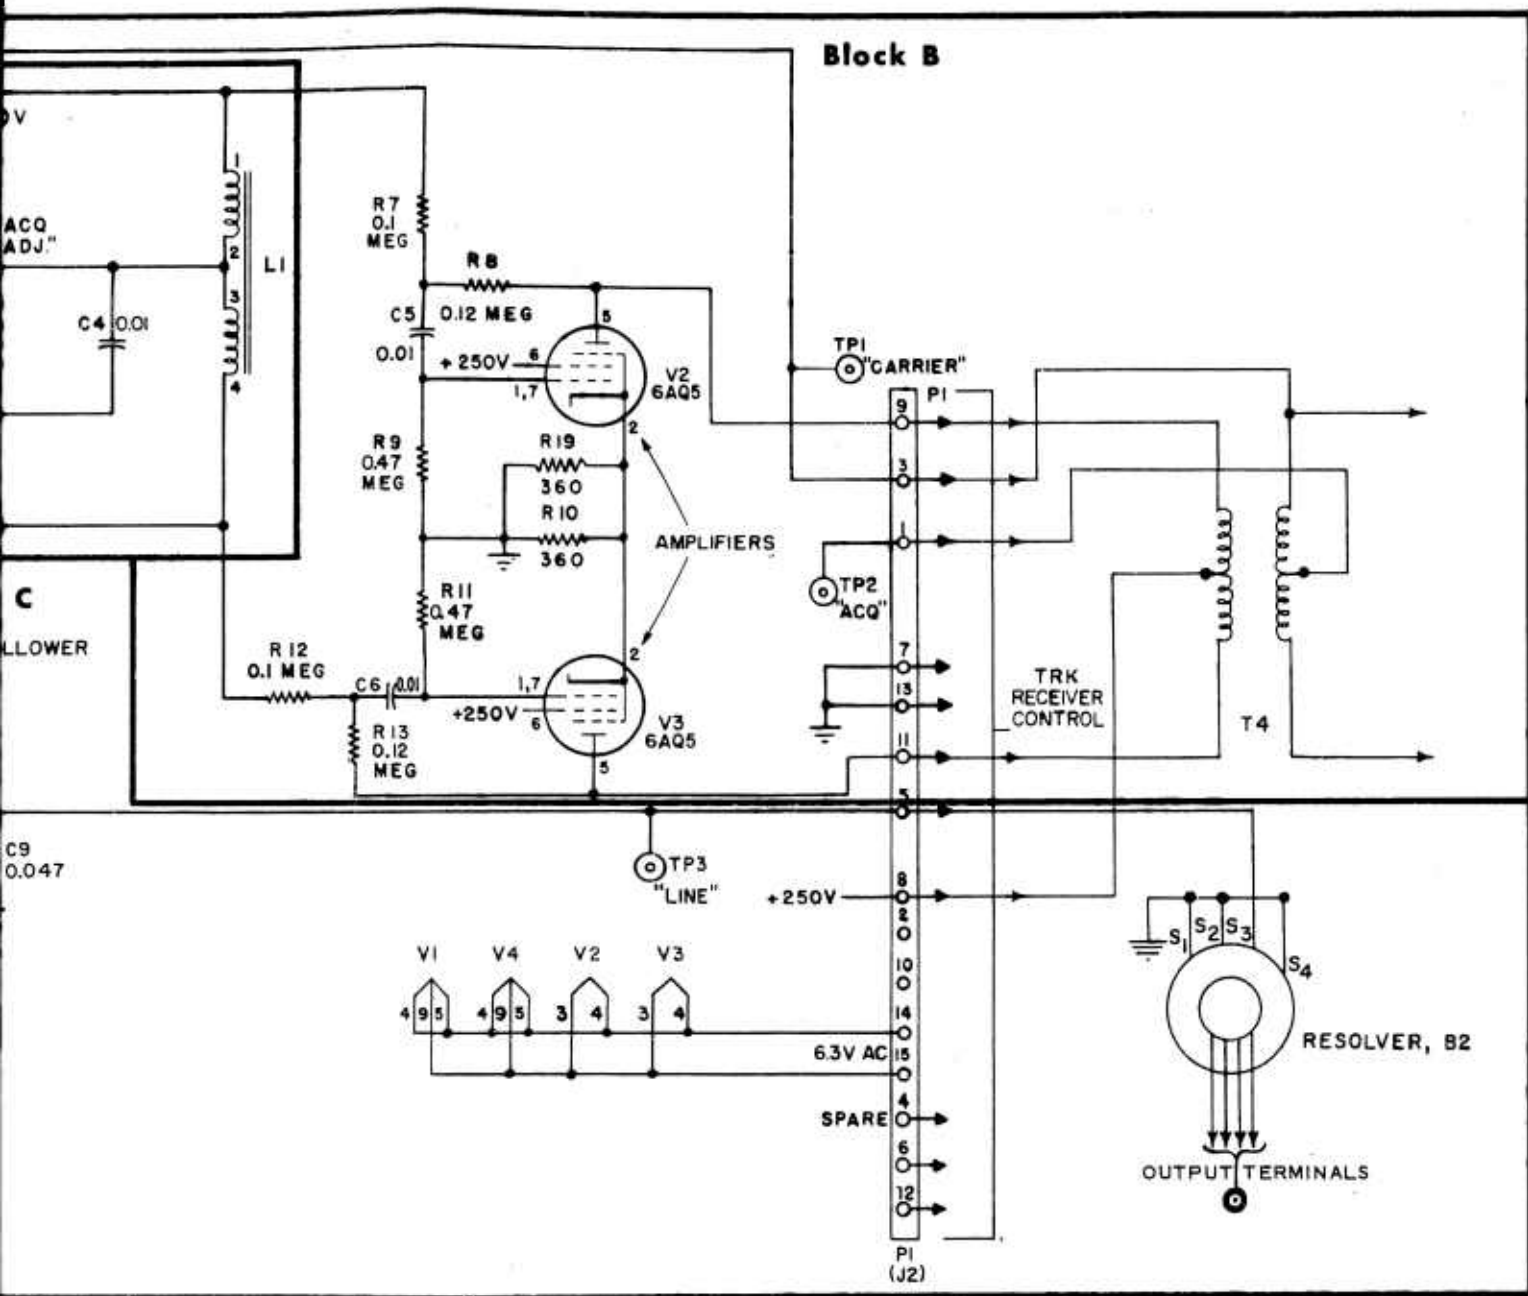 Block B
V
ACQ
ADJ."
C4 0.01
1
2
3
4
L1
R7
0.1
MEG
R8
0.12 MEG
C5
0.01
+250V
6
1,7
5
V2
6AQ5
2
R9
0.47
MEG
R19
360
R10
360
AMPLIFIERS
R11
0.47
MEG
C
LLOWER
R12
0.1 MEG
C6 0.01
1,7
+250V
6
2
V3
6AQ5
5
R13
0.12
MEG
TP1
"CARRIER"
P1
9
3
1
TP2
"ACQ"
7
13
11
5
TRK
RECEIVER
CONTROL
T4
C9
0.047
TP3
"LINE"
+250V
8
2
10
14
6.3V AC 15
SPARE
4
6
12
P1
(J2)
V1
V4
V2
V3
4 9 5
4 9 5
3 4
3 4
S1
S2
S3
S4
RESOLVER, B2
OUTPUT TERMINALS